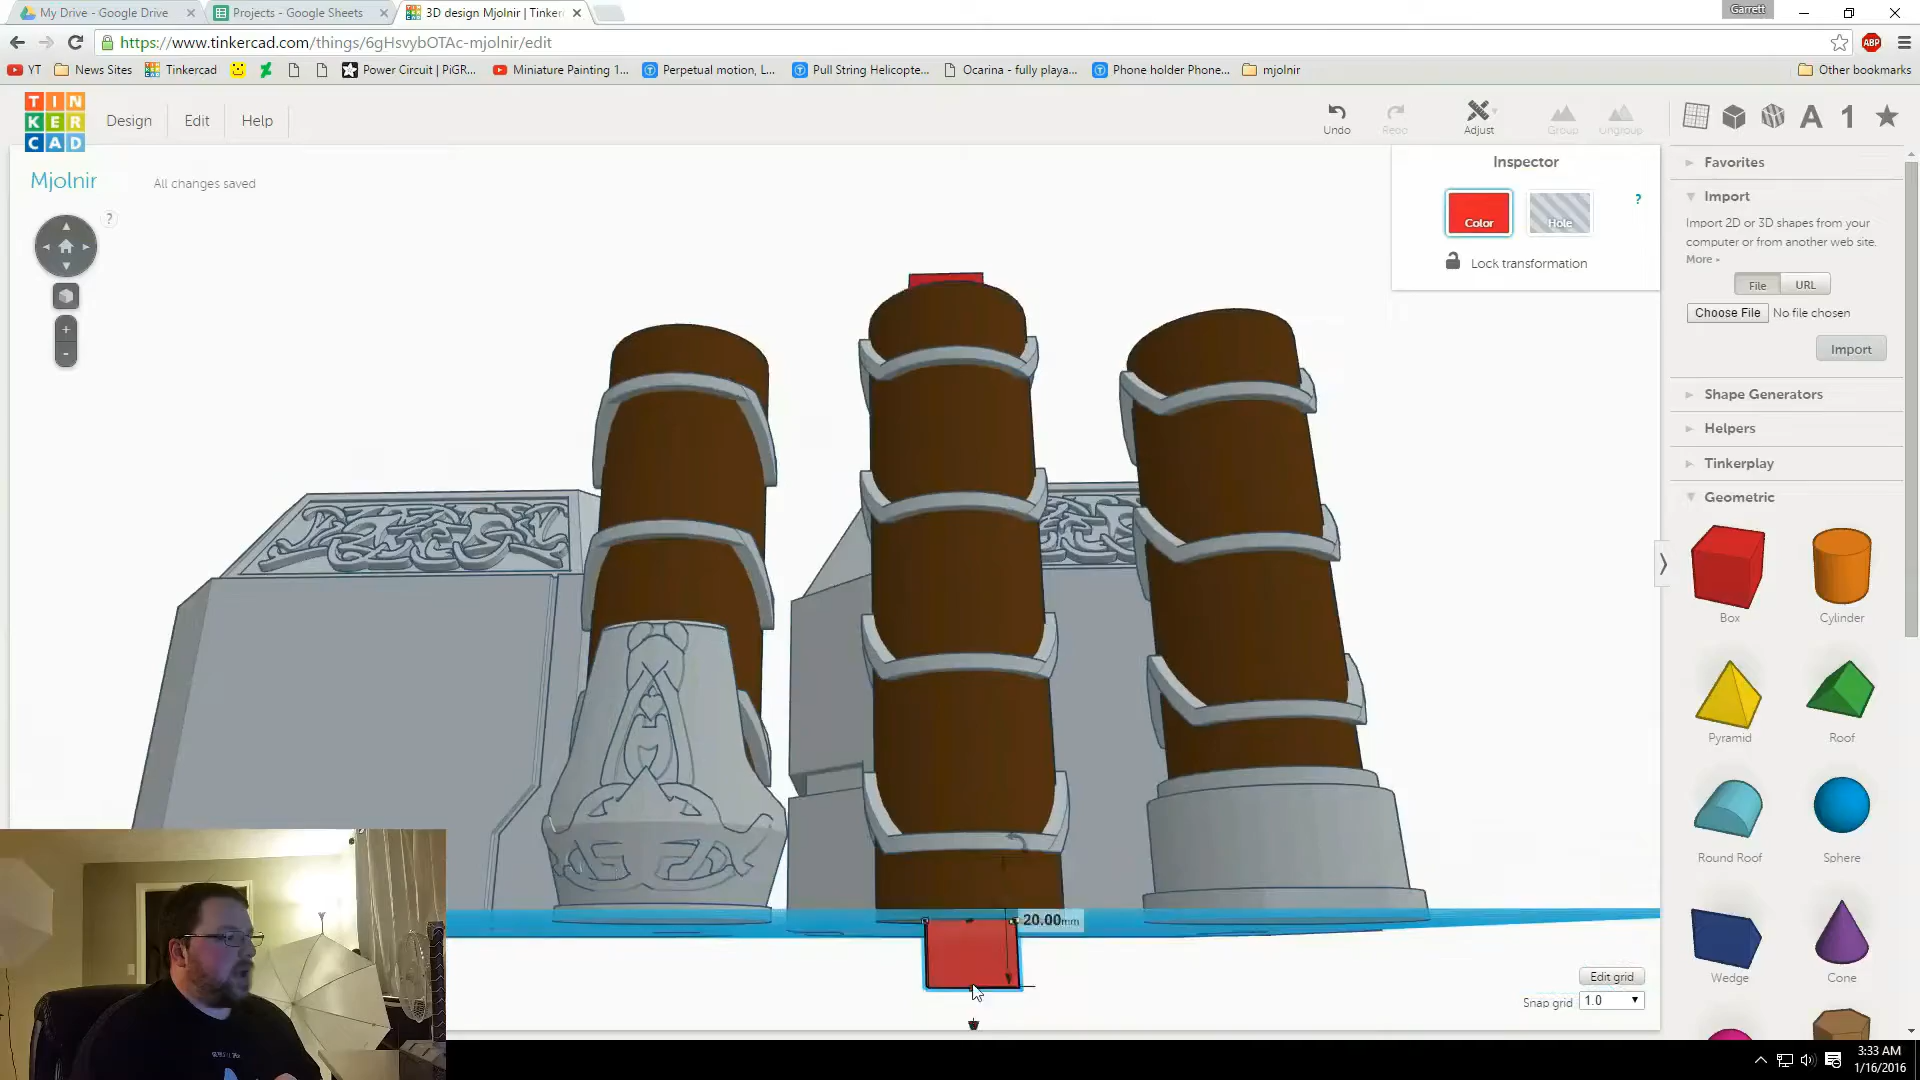 My Drive - Google Drive
Projects - Google Sheets
3D design Mjolnir | Tinker
Garrett
https://www.tinkercad.com/things/6gHsvybOTAc-mjolnir/edit
ABP
YT
News Sites
Tinkercad
Power Circuit | PiGR...
Miniature Painting 1...
Perpetual motion, L...
Pull String Helicopte...
Ocarina - fully playa...
Phone holder Phone...
mjolnir
Other bookmarks
TINKERCAD
Design
Edit
Help
Undo
Redo
Adjust
Group
Ungroup
A
1
Mjolnir
All changes saved
?
Inspector
Color
Hole
?
Lock transformation
Favorites
Import
Import 2D or 3D shapes from your
computer or from another web site.
More »
File
URL
Choose File
No file chosen
Import
Shape Generators
Helpers
Tinkerplay
Geometric
Box
Cylinder
Pyramid
Roof
Round Roof
Sphere
Wedge
Cone
20.00mm
Edit grid
Snap grid
1.0
3:33 AM
1/16/2016